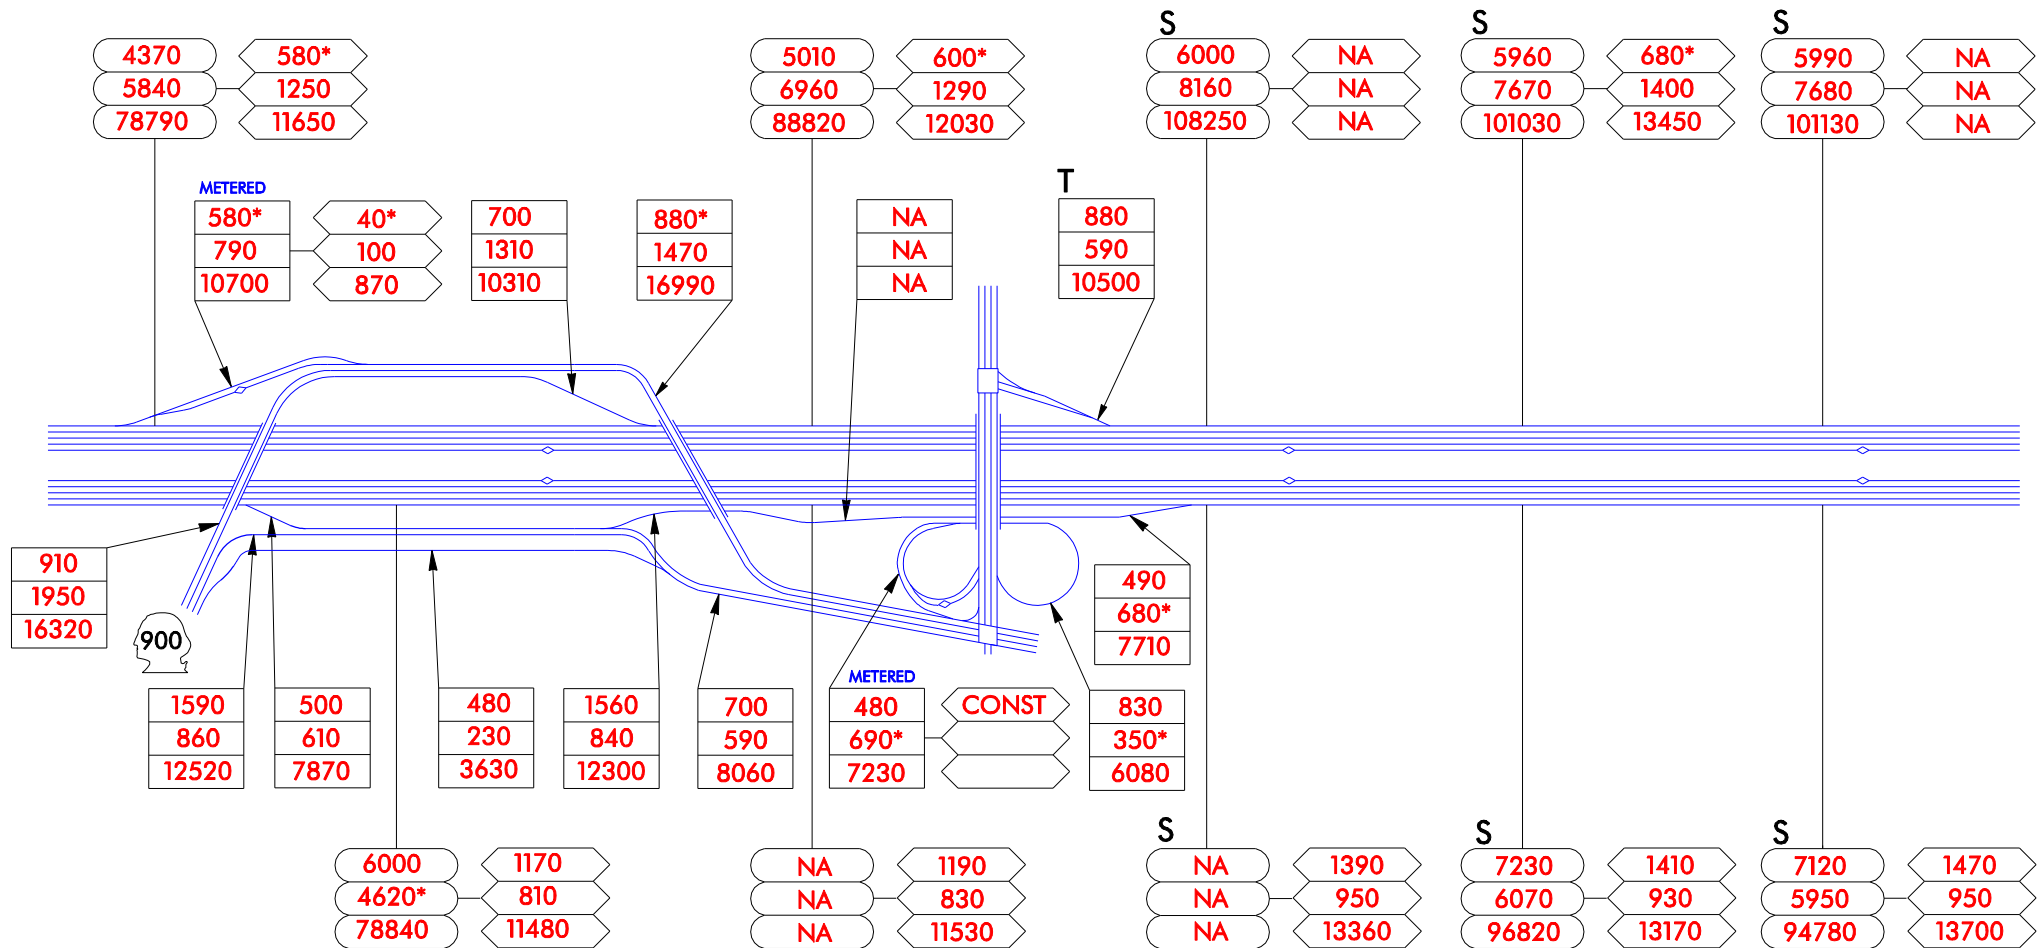 S S S
4370 580* 5010 600* 6000 NA 5960 680* 5990 NA
5840 1250 6960 1290 8160 NA 7670 1400 7680 NA
78790 11650 88820 12030 108250 NA 101030 13450 101130 NA
METERED T
580* 40* 700 880* NA 880
790 100 1310 1470 NA 590
10700 870 10310 16990 NA 10500
910 490
1950 680*
16320 7710
900
METERED
1590 500 480 1560 700 480 CONST 830
860 610 230 840 590 690* 350*
12520 7870 3630 12300 8060 7230 6080
S S S
6000 1170 NA 1190 NA 1390 7230 1410 7120 1470
4620* 810 NA 830 NA 950 6070 930 5950 950
78840 11480 NA 11530 NA 13360 96820 13170 94780 13700